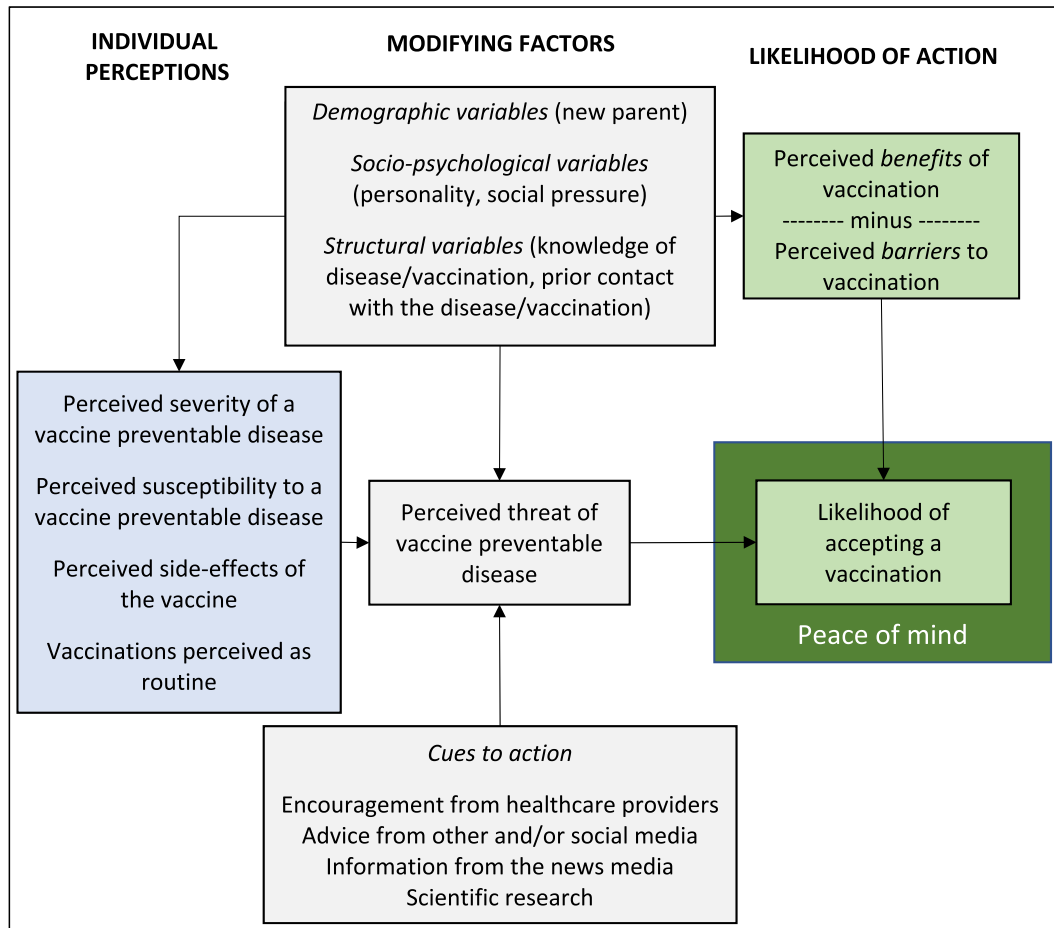 INDIVIDUAL
PERCEPTIONS
MODIFYING FACTORS
LIKELIHOOD OF ACTION
Demographic variables (new parent)
Socio-psychological variables
(personality, social pressure)
Structural variables (knowledge of
disease/vaccination, prior contact
with the disease/vaccination)
Perceived benefits of
vaccination
-------- minus --------
Perceived barriers to
vaccination
Perceived severity of a
vaccine preventable disease
Perceived susceptibility to a
vaccine preventable disease
Perceived side-effects of
the vaccine
Vaccinations perceived as
routine
Perceived threat of
vaccine preventable
disease
Likelihood of
accepting a
vaccination
Peace of mind
Cues to action
Encouragement from healthcare providers
Advice from other and/or social media
Information from the news media
Scientific research